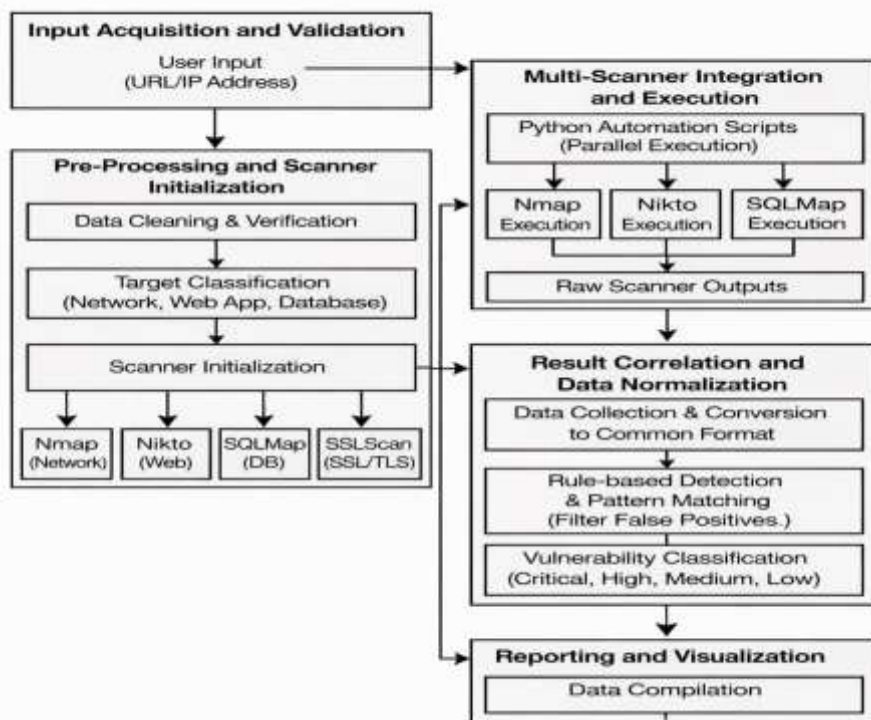 Input Acquisition and Validation
User Input
(URL/IP Address)
Pre-Processing and Scanner
Initialization
Data Cleaning & Verification
Target Classification
(Network, Web App, Database)
Scanner Initialization
Nmap
(Network)
Nikto
(Web)
SQLMap
(DB)
SSLScan
(SSL/TLS)
Multi-Scanner Integration
and Execution
Python Automation Scripts
(Parallel Execution)
Nmap
Execution
Nikto
Execution
SQLMap
Execution
Raw Scanner Outputs
Result Correlation and
Data Normalization
Data Collection & Conversion
to Common Format
Rule-based Detection
& Pattern Matching
(Filter False Positives.)
Vulnerability Classification
(Critical, High, Medium, Low)
Reporting and Visualization
Data Compilation